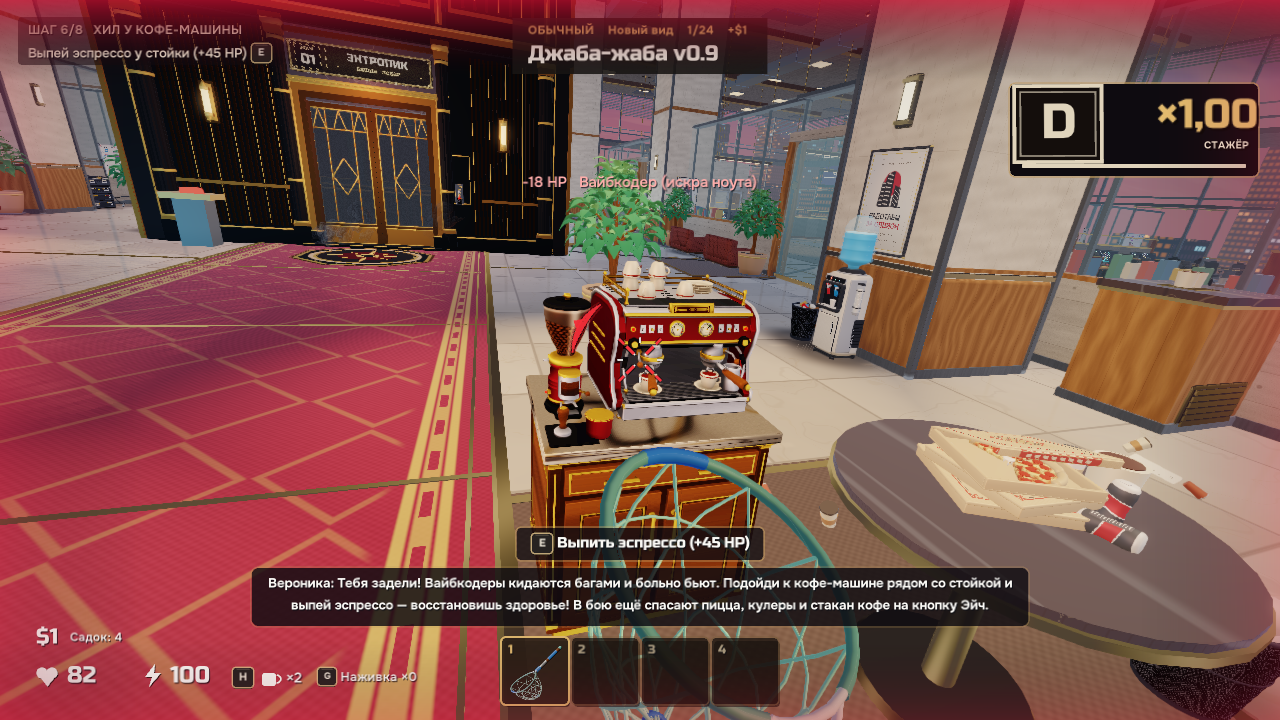 ШАГ 6/8 ХИЛ У КОФЕ-МАШИНЫ
Выпей эспрессо у стойки (+45 HP) E
ОБЫЧНЫЙ Новый вид 1/24 +$1
Джаба-жаба v0.9
01 ЭНТРОПИК
D ×1,00
СТАЖЁР
-18 HP Вайбкодер (искра ноута)
РАБОТАЕМ
E Выпить эспрессо (+45 HP)
Вероника: Тебя задели! Вайбкодеры кидаются багами и больно бьют. Подойди к кофе-машине рядом со стойкой и
выпей эспрессо — восстановишь здоровье! В бою ещё спасают пицца, кулеры и стакан кофе на кнопку Эйч.
$1 Садок: 4
82 100 H ×2 G Наживка ×0
1 2 3 4